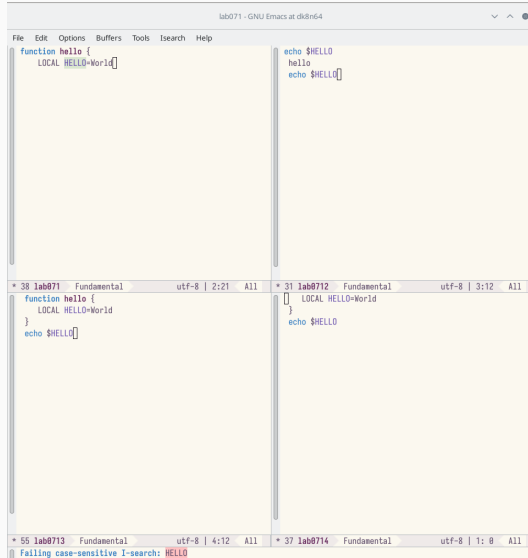 lab071 - GNU Emacs at dk8n64
File Edit Options Buffers Tools Isearch Help
function hello {
LOCAL HELLO=World
echo $HELLO
hello
echo $HELLO
* 38 lab071 Fundamental utf-8 | 2:21 All
* 31 lab0712 Fundamental utf-8 | 3:12 All
function hello {
LOCAL HELLO=World
}
echo $HELLO
LOCAL HELLO=World
}
echo $HELLO
* 55 lab0713 Fundamental utf-8 | 4:12 All
* 37 lab0714 Fundamental utf-8 | 1: 0 All
Failing case-sensitive I-search: HELLO